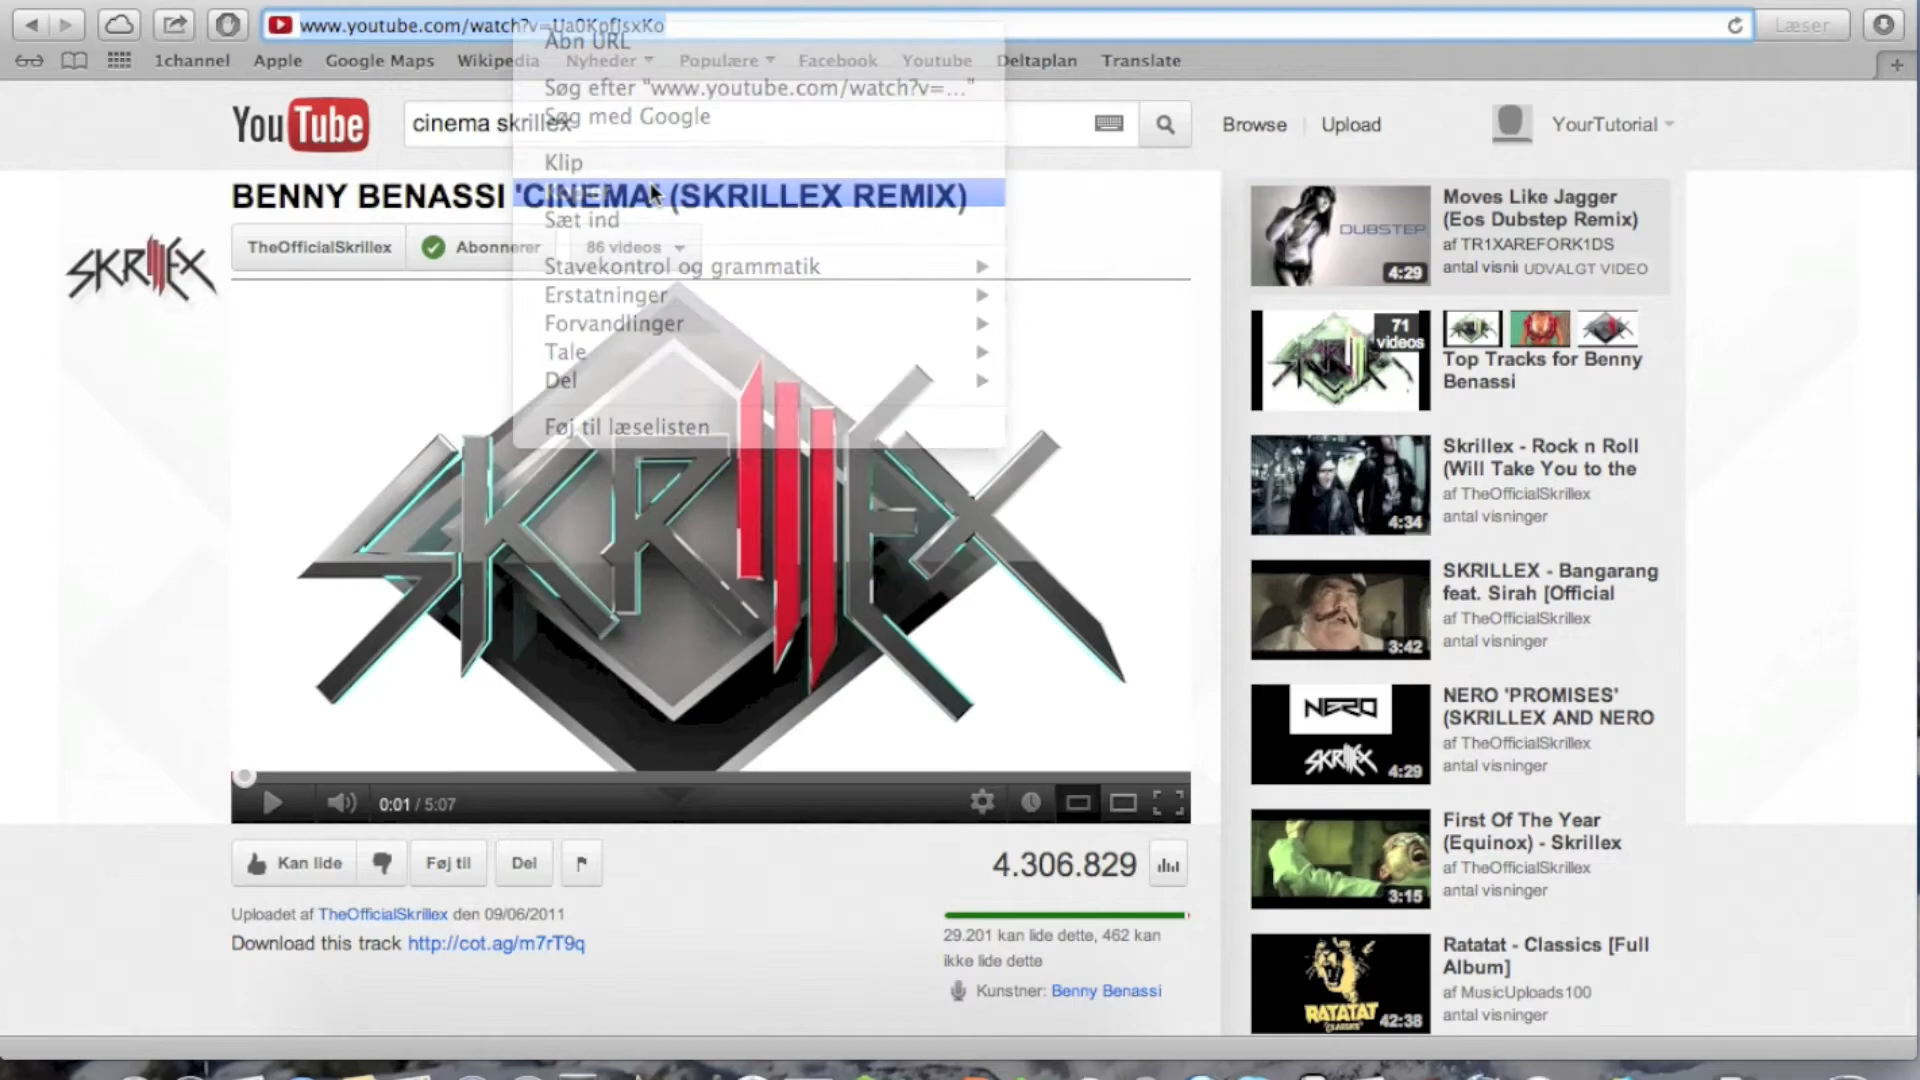 www.youtube.com/watch?v=Ua0KpfJsxKo
Læser
1channel
Apple
Google Maps
Wikipedia
Nyheder
Populære
Facebook
Youtube
Deltaplan
Translate
Åbn URL
Søg efter "www.youtube.com/watch?v=..."
Søg med Google
Klip
Sæt ind
Stavekontrol og grammatik
Erstatninger
Forvandlinger
Tale
Del
Føj til læselisten
YouTube
cinema skrillex
Browse
Upload
YourTutorial
BENNY BENASSI 'CINEMA' (SKRILLEX REMIX)
SKRILLEX
TheOfficialSkrillex
Abonnerer
86 videos
SKRILLEX
0:01 / 5:07
Kan lide
Føj til
Del
4.306.829
Uploadet af TheOfficialSkrillex den 09/06/2011
Download this track http://cot.ag/m7rT9q
29.201 kan lide dette, 462 kan
ikke lide dette
Kunstner: Benny Benassi
DUBSTEP
4:29
Moves Like Jagger
(Eos Dubstep Remix)
af TR1XAREFORK1DS
antal visni UDVALGT VIDEO
71
videos
Top Tracks for Benny
Benassi
4:34
Skrillex - Rock n Roll
(Will Take You to the
af TheOfficialSkrillex
antal visninger
3:42
SKRILLEX - Bangarang
feat. Sirah [Official
af TheOfficialSkrillex
antal visninger
NERO
SKRILLEX
4:29
NERO 'PROMISES'
(SKRILLEX AND NERO
af TheOfficialSkrillex
antal visninger
3:15
First Of The Year
(Equinox) - Skrillex
af TheOfficialSkrillex
antal visninger
RATATAT
CLASSICS
42:38
Ratatat - Classics [Full
Album]
af MusicUploads100
antal visninger